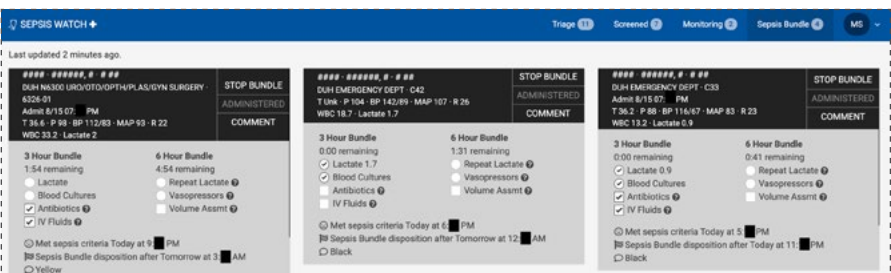 SEPSIS WATCH +
Triage 11 Screened 7 Monitoring 3 Sepsis Bundle 4 MS
Last updated 2 minutes ago.
#### · ######, # · # ##
DUH N6300 URO/OTO/OPTH/PLAS/GYN SURGERY ·
6326-01
Admit 8/15 07: PM
T 36.6 · P 98 · BP 112/83 · MAP 93 · R 22
WBC 33.2 · Lactate 2
STOP BUNDLE
ADMINISTERED
COMMENT
3 Hour Bundle
1:54 remaining
Lactate
Blood Cultures
Antibiotics
IV Fluids
6 Hour Bundle
4:54 remaining
Repeat Lactate
Vasopressors
Volume Assmt
Met sepsis criteria Today at 9: PM
Sepsis Bundle disposition after Tomorrow at 3: AM
Yellow
#### · ######, # · # ##
DUH EMERGENCY DEPT · C42
T Unk · P 104 · BP 142/89 · MAP 107 · R 26
WBC 18.7 · Lactate 1.7
STOP BUNDLE
ADMINISTERED
COMMENT
3 Hour Bundle
0:00 remaining
Lactate 1.7
Blood Cultures
Antibiotics
IV Fluids
6 Hour Bundle
1:31 remaining
Repeat Lactate
Vasopressors
Volume Assmt
Met sepsis criteria Today at 6: PM
Sepsis Bundle disposition after Tomorrow at 12: AM
Black
#### · ######, # · # ##
DUH EMERGENCY DEPT · C33
Admit 8/15 07: PM
T 36.2 · P 88 · BP 116/67 · MAP 83 · R 23
WBC 13.2 · Lactate 0.9
STOP BUNDLE
ADMINISTERED
COMMENT
3 Hour Bundle
0:00 remaining
Lactate 0.9
Blood Cultures
Antibiotics
IV Fluids
6 Hour Bundle
0:41 remaining
Repeat Lactate
Vasopressors
Volume Assmt
Met sepsis criteria Today at 5: PM
Sepsis Bundle disposition after Today at 11: PM
Black